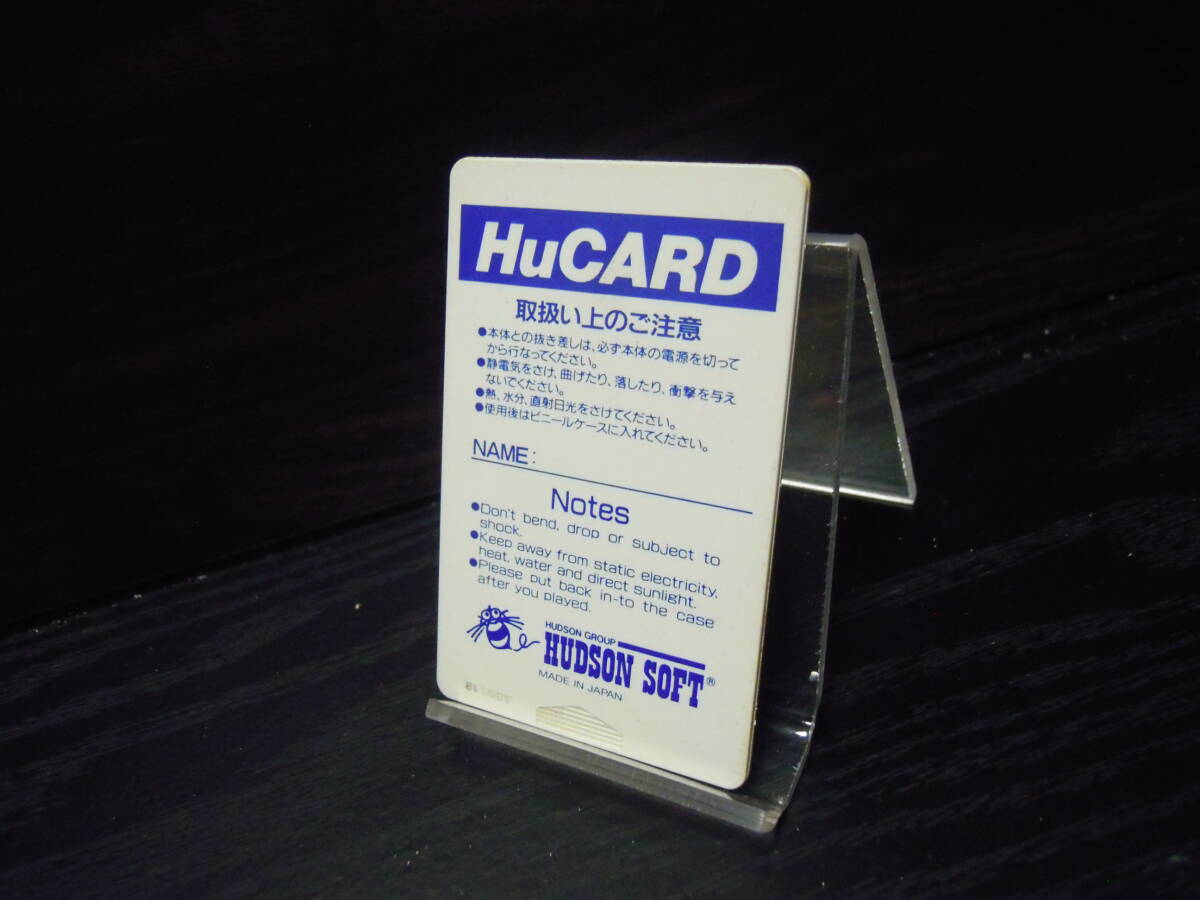 HuCARD
取扱い上のご注意
●本体との抜き差しは、必ず本体の電源を切って
から行なってください。
●静電気をさけ、曲げたり、落したり、衝撃を与え
ないでください。
●熱、水分、直射日光をさけてください。
●使用後はビニールケースに入れてください。
NAME:
Notes
●Don't bend, drop or subject to
shock.
●Keep away from static electricity,
heat, water and direct sunlight.
●Please put back in-to the case
after you played.
HUDSON GROUP
HUDSON SOFT®
MADE IN JAPAN